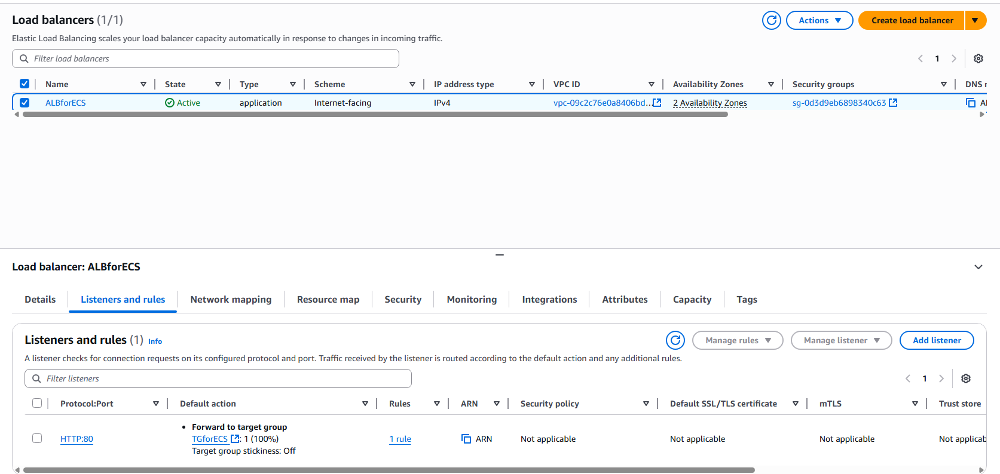 Load balancers (1/1)
Actions
Create load balancer
Elastic Load Balancing scales your load balancer capacity automatically in response to changes in incoming traffic.
Filter load balancers
1
Name State Type Scheme IP address type VPC ID Availability Zones Security groups DNS
ALBforECS Active application Internet-facing IPv4 vpc-09c2c76e0a8406bd... 2 Availability Zones sg-0d3d9eb6898340c63
Load balancer: ALBforECS
Details Listeners and rules Network mapping Resource map Security Monitoring Integrations Attributes Capacity Tags
Listeners and rules (1) Info
Manage rules Manage listener Add listener
A listener checks for connection requests on its configured protocol and port. Traffic received by the listener is routed according to the default action and any additional rules.
Filter listeners
1
Protocol:Port Default action Rules ARN Security policy Default SSL/TLS certificate mTLS Trust store
• Forward to target group
HTTP:80 TGforECS : 1 (100%) 1 rule ARN Not applicable Not applicable Not applicable Not applicab
Target group stickiness: Off